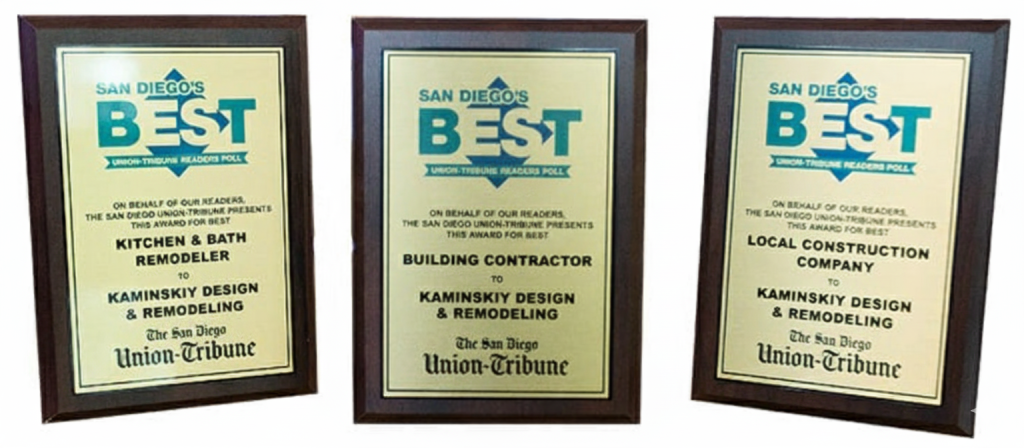 SAN DIEGO'S
BEST
UNION-TRIBUNE READERS POLL
ON BEHALF OF OUR READERS,
THE SAN DIEGO UNION-TRIBUNE PRESENTS
THIS AWARD FOR BEST
KITCHEN & BATH
REMODELER
TO
KAMINSKIY DESIGN
& REMODELING
The San Diego
Union-Tribune
SAN DIEGO'S
BEST
UNION-TRIBUNE READERS POLL
ON BEHALF OF OUR READERS,
THE SAN DIEGO UNION-TRIBUNE PRESENTS
THIS AWARD FOR BEST
BUILDING CONTRACTOR
TO
KAMINSKIY DESIGN
& REMODELING
The San Diego
Union-Tribune
SAN DIEGO'S
BEST
UNION-TRIBUNE READERS POLL
ON BEHALF OF OUR READERS,
THE SAN DIEGO UNION-TRIBUNE PRESENTS
THIS AWARD FOR BEST
LOCAL CONSTRUCTION
COMPANY
TO
KAMINSKIY DESIGN
& REMODELING
The San Diego
Union-Tribune